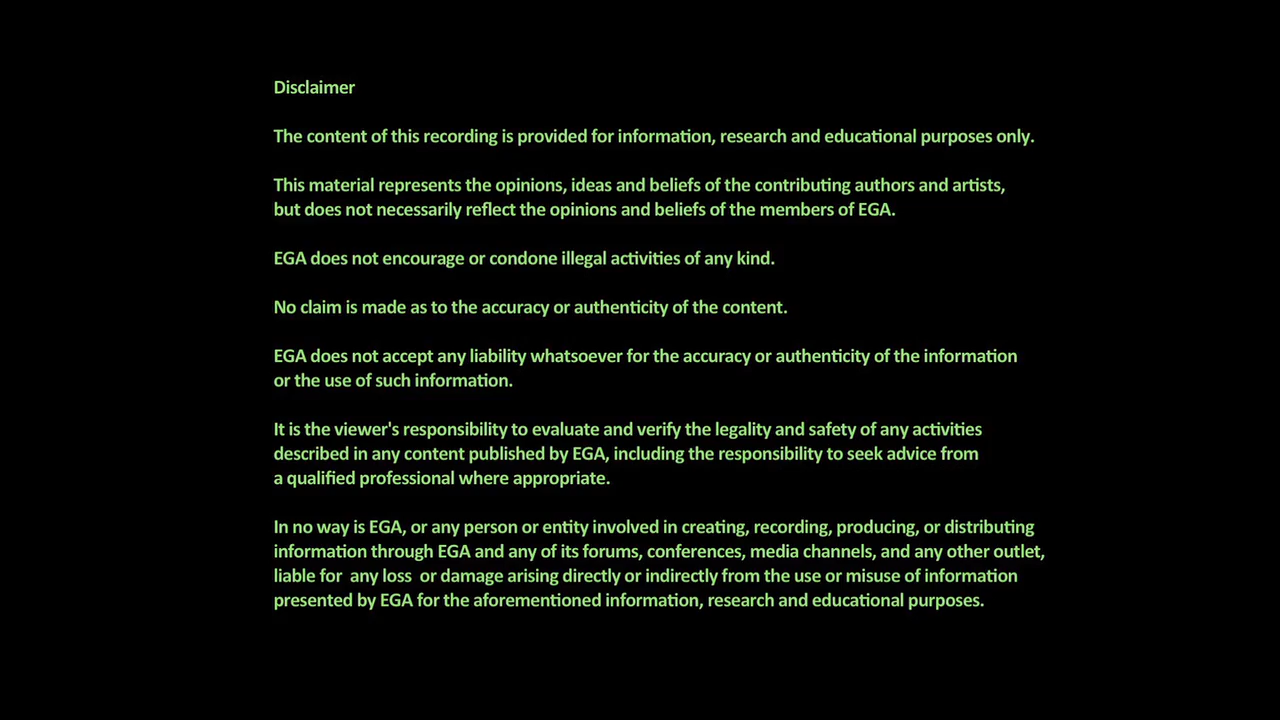 Disclaimer
The content of this recording is provided for information, research and educational purposes only.
This material represents the opinions, ideas and beliefs of the contributing authors and artists,
but does not necessarily reflect the opinions and beliefs of the members of EGA.
EGA does not encourage or condone illegal activities of any kind.
No claim is made as to the accuracy or authenticity of the content.
EGA does not accept any liability whatsoever for the accuracy or authenticity of the information
or the use of such information.
It is the viewer's responsibility to evaluate and verify the legality and safety of any activities
described in any content published by EGA, including the responsibility to seek advice from
a qualified professional where appropriate.
In no way is EGA, or any person or entity involved in creating, recording, producing, or distributing
information through EGA and any of its forums, conferences, media channels, and any other outlet,
liable for  any loss  or damage arising directly or indirectly from the use or misuse of information
presented by EGA for the aforementioned information, research and educational purposes.